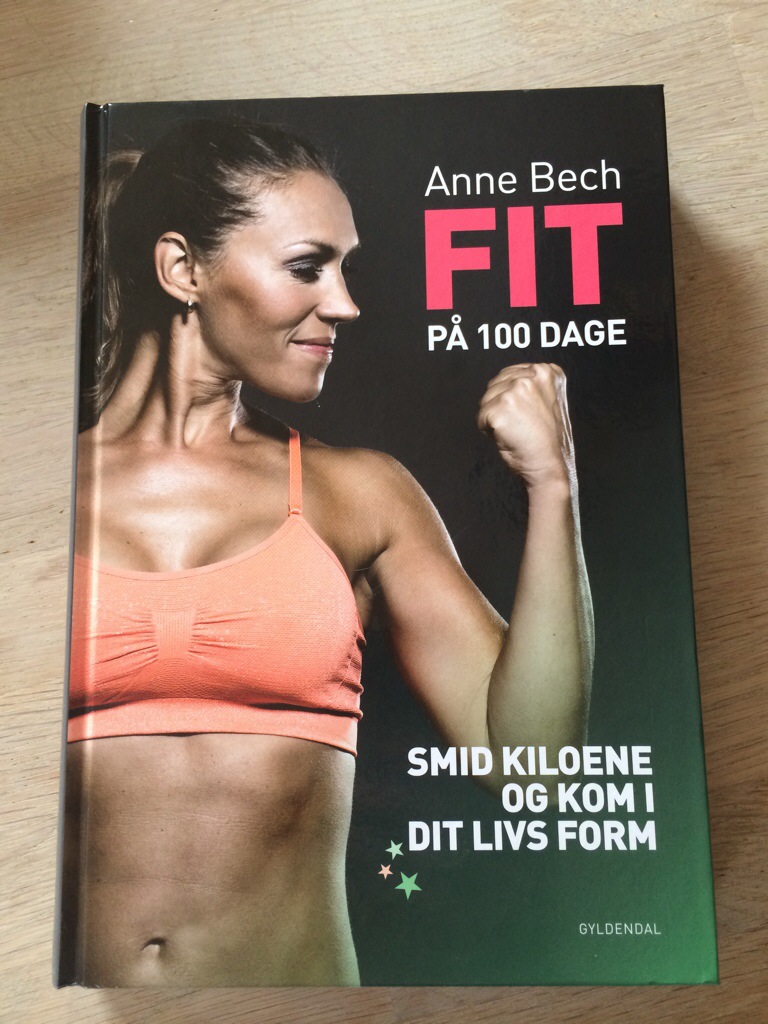 Anne Bech
FIT
PÅ 100 DAGE
SMID KILOENE
OG KOM I
DIT LIVS FORM
GYLDENDAL